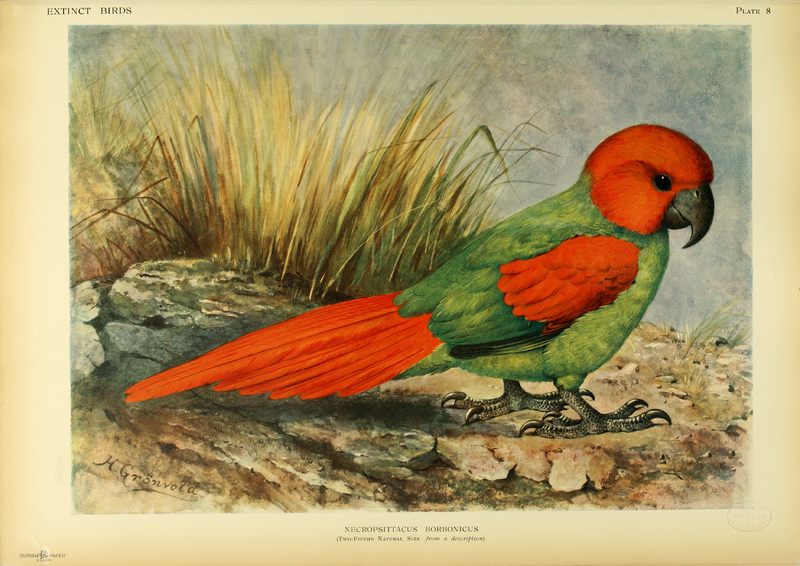 EXTINCT BIRDS
PLATE 8
H. Grönvold
NECROPSITTACUS BORBONICUS
(TWO-FIFTHS NATURAL SIZE from a description)